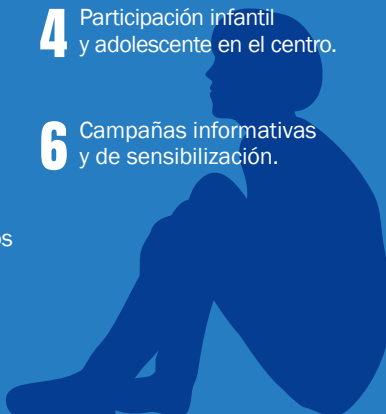 4 Participación infantil
y adolescente en el centro.
6 Campañas informativas
y de sensibilización.